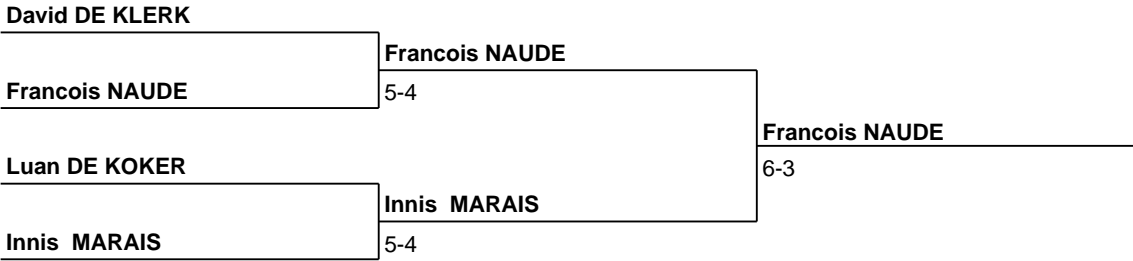 David DE KLERK
Francois NAUDE
Francois NAUDE
5-4
Francois NAUDE
Luan DE KOKER
6-3
Innis  MARAIS
Innis  MARAIS
5-4